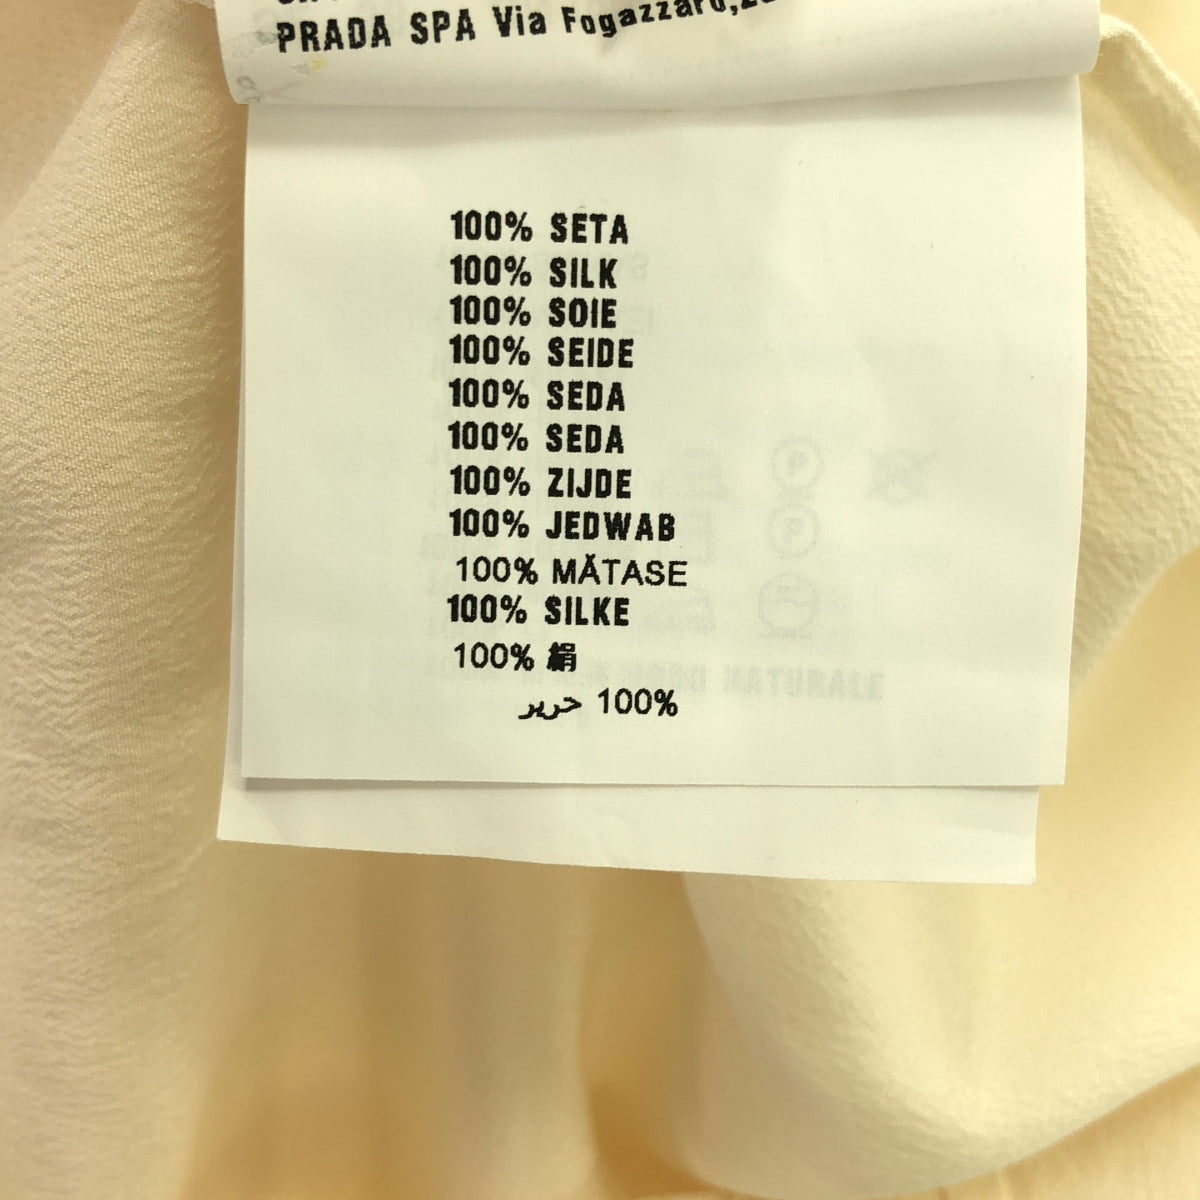 PRADA SPA Via Fogazzaro,
100% SETA
100% SILK
100% SOIE
100% SEIDE
100% SEDA
100% SEDA
100% ZIJDE
100% JEDWAB
100% MĂTASE
100% SILKE
100% 絹
100% حرير
NATURALE